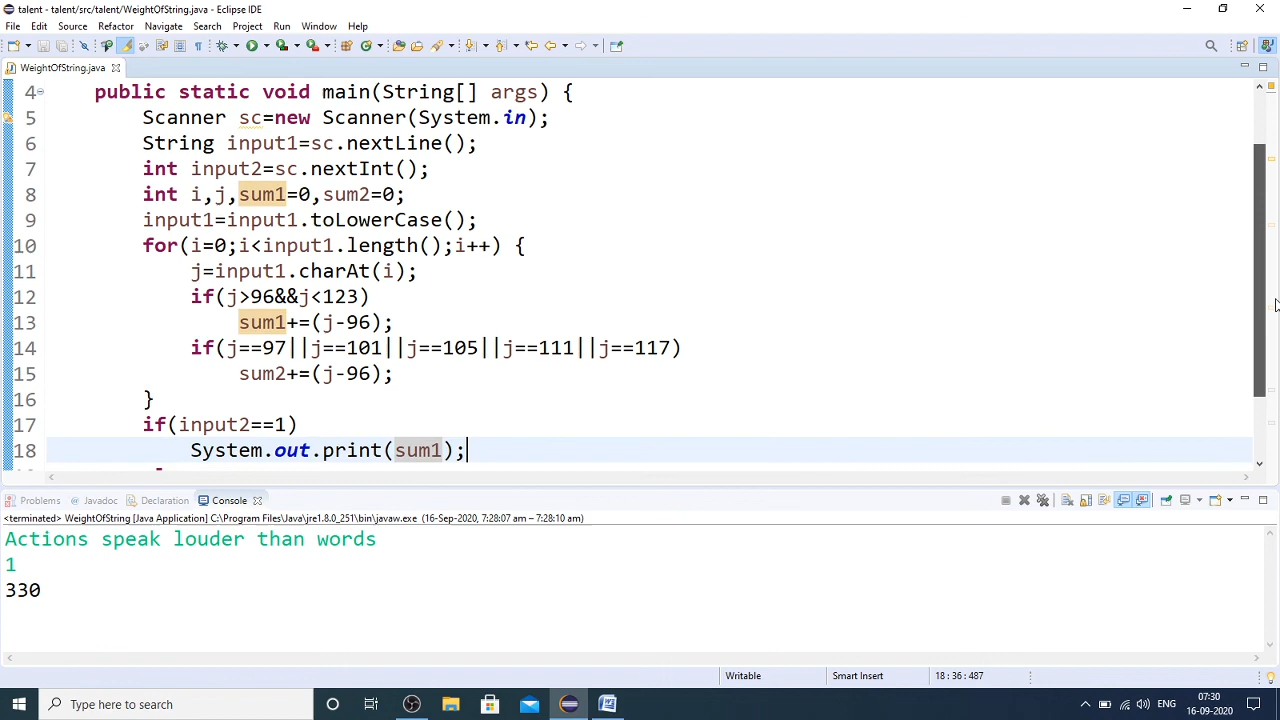 talent - talent/src/talent/WeightOfString.java - Eclipse IDE
File Edit Source Refactor Navigate Search Project Run Window Help
WeightOfString.java
4 public static void main(String[] args) {
5 Scanner sc=new Scanner(System.in);
6 String input1=sc.nextLine();
7 int input2=sc.nextInt();
8 int i,j,sum1=0,sum2=0;
9 input1=input1.toLowerCase();
10 for(i=0;i<input1.length();i++) {
11 j=input1.charAt(i);
12 if(j>96&&j<123)
13 sum1+=(j-96);
14 if(j==97||j==101||j==105||j==111||j==117)
15 sum2+=(j-96);
16 }
17 if(input2==1)
18 System.out.print(sum1);
Problems @ Javadoc Declaration Console
<terminated> WeightOfString [Java Application] C:\Program Files\Java\jre1.8.0_251\bin\javaw.exe (16-Sep-2020, 7:28:07 am – 7:28:10 am)
Actions speak louder than words
1
330
Writable Smart Insert 18 : 36 : 487
Type here to search ENG 07:30
16-09-2020